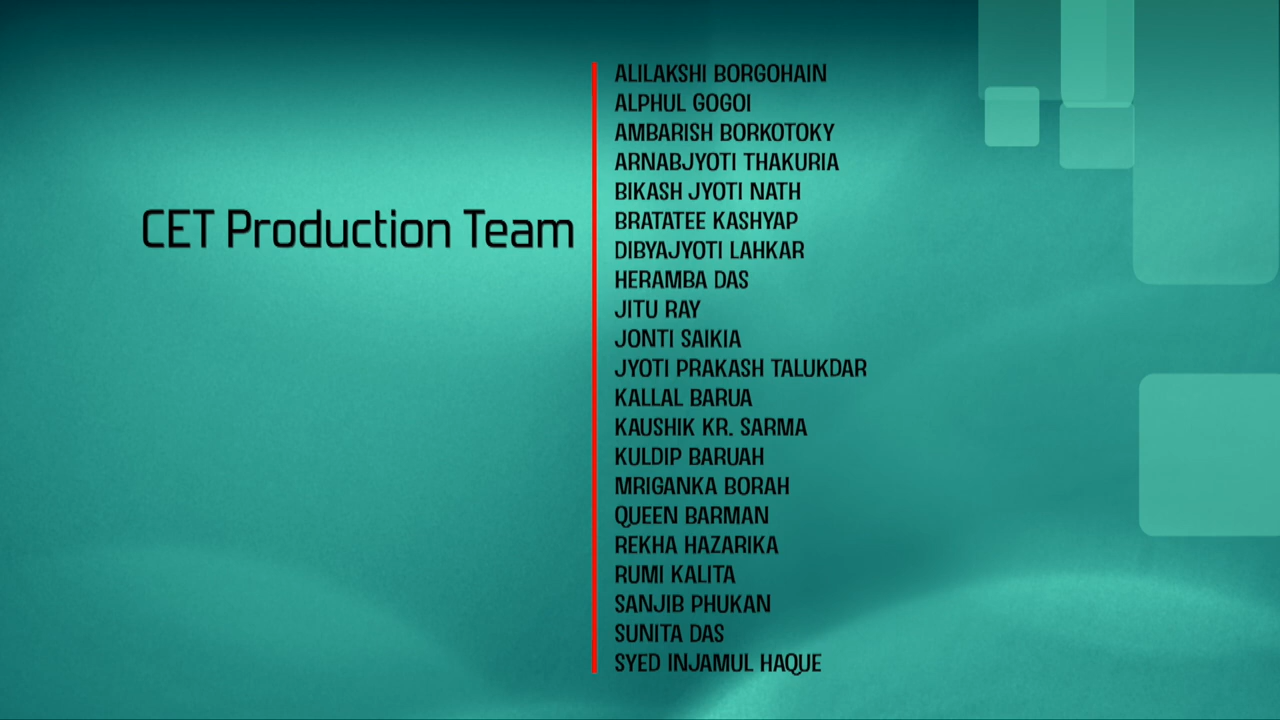 CET Production Team
ALILAKSHI BORGOHAIN
ALPHUL GOGOI
AMBARISH BORKOTOKY
ARNABJYOTI THAKURIA
BIKASH JYOTI NATH
BRATATEE KASHYAP
DIBYAJYOTI LAHKAR
HERAMBA DAS
JITU RAY
JONTI SAIKIA
JYOTI PRAKASH TALUKDAR
KALLAL BARUA
KAUSHIK KR. SARMA
KULDIP BARUAH
MRIGANKA BORAH
QUEEN BARMAN
REKHA HAZARIKA
RUMI KALITA
SANJIB PHUKAN
SUNITA DAS
SYED INJAMUL HAQUE